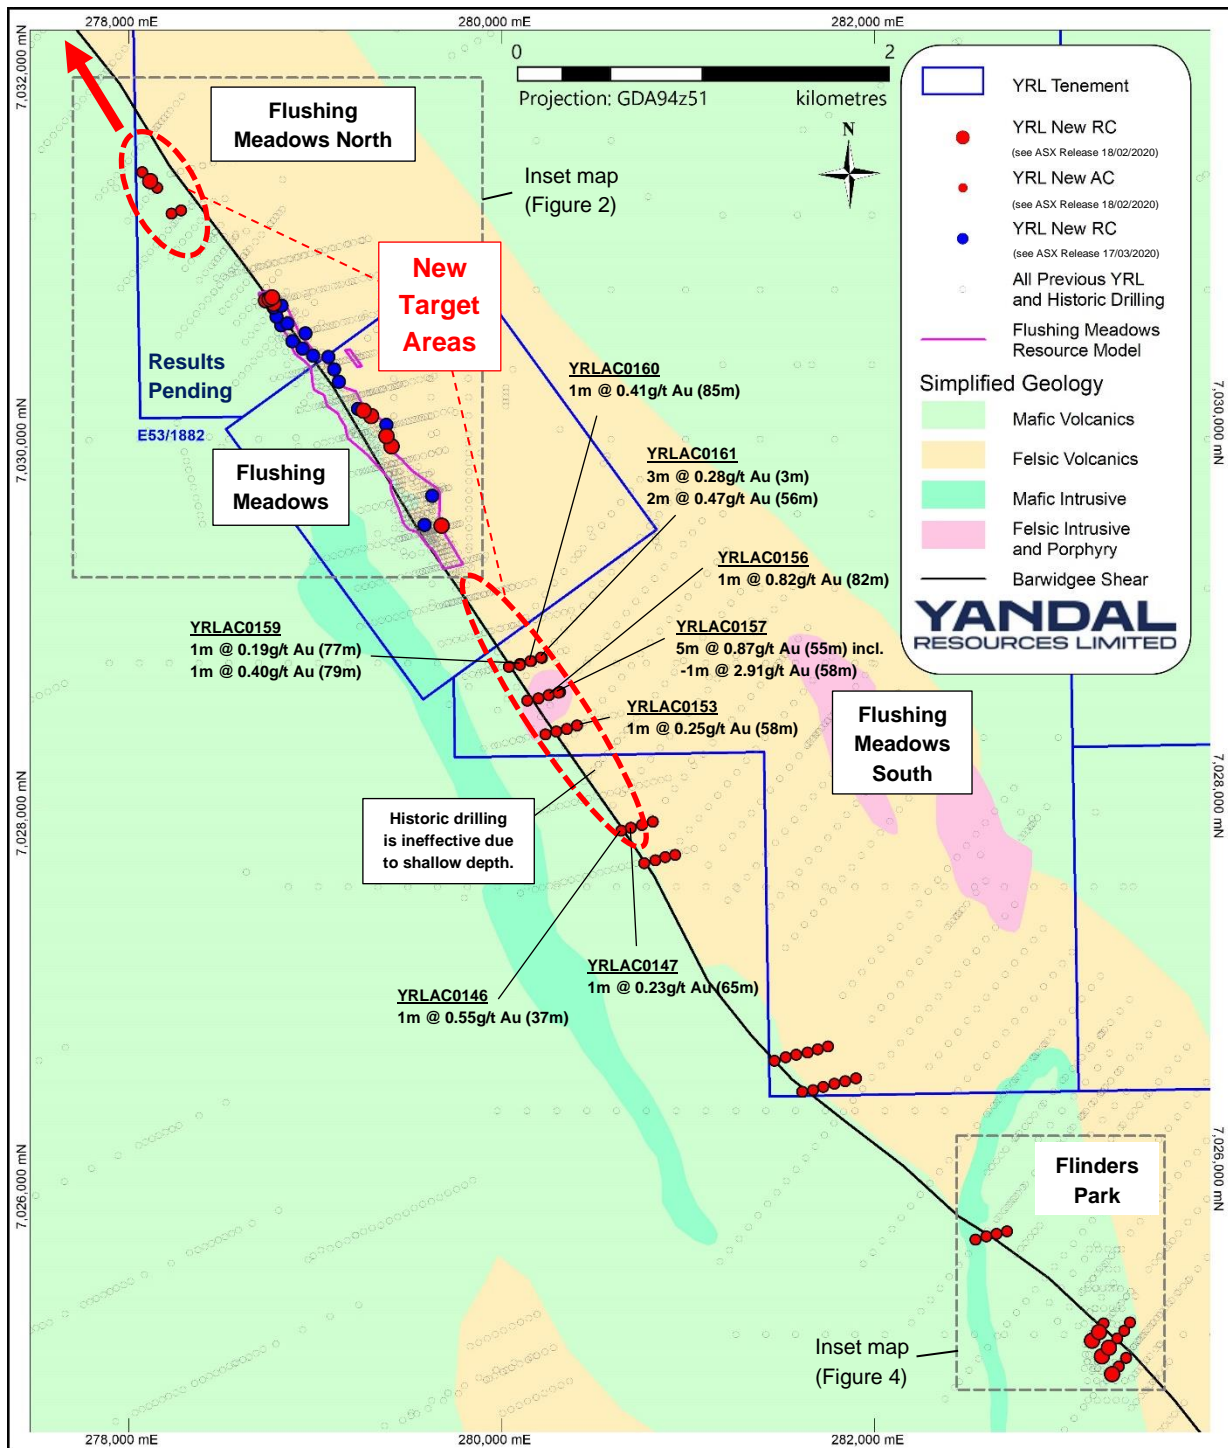 278,000 mE
280,000 mE
282,000 mE
7,032,000 mN
7,030,000 mN
7,028,000 mN
7,026,000 mN
0
2
Projection: GDA94z51
kilometres
N
Flushing
Meadows North
Inset map
(Figure 2)
New
Target
Areas
Results
Pending
E53/1882
Flushing
Meadows
YRLAC0160
1m @ 0.41g/t Au (85m)
YRLAC0161
3m @ 0.28g/t Au (3m)
2m @ 0.47g/t Au (56m)
YRLAC0156
1m @ 0.82g/t Au (82m)
YRLAC0159
1m @ 0.19g/t Au (77m)
1m @ 0.40g/t Au (79m)
YRLAC0157
5m @ 0.87g/t Au (55m) incl.
-1m @ 2.91g/t Au (58m)
YRLAC0153
1m @ 0.25g/t Au (58m)
Flushing
Meadows
South
Historic drilling
is ineffective due
to shallow depth.
YRLAC0147
1m @ 0.23g/t Au (65m)
YRLAC0146
1m @ 0.55g/t Au (37m)
Flinders
Park
Inset map
(Figure 4)
YRL Tenement
YRL New RC
(see ASX Release 18/02/2020)
YRL New AC
(see ASX Release 18/02/2020)
YRL New RC
(see ASX Release 17/03/2020)
All Previous YRL
and Historic Drilling
Flushing Meadows
Resource Model
Simplified Geology
Mafic Volcanics
Felsic Volcanics
Mafic Intrusive
Felsic Intrusive
and Porphyry
Barwidgee Shear
YANDAL
RESOURCES LIMITED
7,030,000 mN
7,028,000 mN
7,026,000 mN
278,000 mE
280,000 mE
282,000 mE